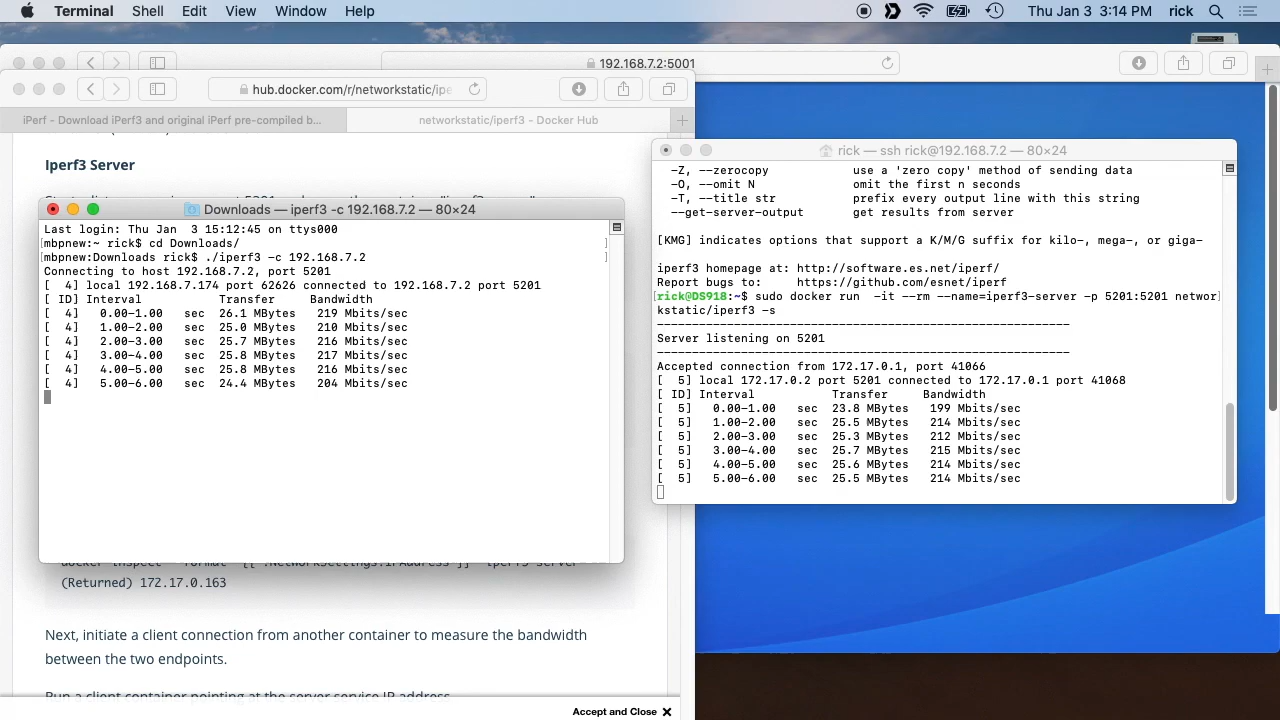 Terminal Shell Edit View Window Help Thu Jan 3 3:14 PM rick
192.168.7.2:5001
hub.docker.com/r/networkstatic/ipe
iPerf - Download iPerf3 and original iPerf pre-compiled b... networkstatic/iperf3 - Docker Hub
Iperf3 Server
Downloads — iperf3 -c 192.168.7.2 — 80×24
Last login: Thu Jan  3 15:12:45 on ttys000
[mbpnew:~ rick$ cd Downloads/ ]
[mbpnew:Downloads rick$ ./iperf3 -c 192.168.7.2 ]
Connecting to host 192.168.7.2, port 5201
[  4] local 192.168.7.174 port 61626 connected to 192.168.7.2 port 5201
[ ID] Interval           Transfer     Bandwidth
[  4]   0.00-1.00   sec  26.1 MBytes   219 Mbits/sec
[  4]   1.00-2.00   sec  25.0 MBytes   210 Mbits/sec
[  4]   2.00-3.00   sec  25.7 MBytes   216 Mbits/sec
[  4]   3.00-4.00   sec  25.8 MBytes   217 Mbits/sec
[  4]   4.00-5.00   sec  25.8 MBytes   216 Mbits/sec
[  4]   5.00-6.00   sec  24.4 MBytes   204 Mbits/sec
(Returned) 172.17.0.163
Next, initiate a client connection from another container to measure the bandwidth
between the two endpoints.
Run a client container pointing at the server service IP address
Accept and Close ✕
rick — ssh rick@192.168.7.2 — 80×24
-Z, --zerocopy            use a 'zero copy' method of sending data
-O, --omit N              omit the first n seconds
-T, --title str           prefix every output line with this string
--get-server-output       get results from server
[KMG] indicates options that support a K/M/G suffix for kilo-, mega-, or giga-
iperf3 homepage at: http://software.es.net/iperf/
Report bugs to:     https://github.com/esnet/iperf
[rick@DS918:~$ sudo docker run  -it --rm --name=iperf3-server -p 5201:5201 networ]
kstatic/iperf3 -s
-----------------------------------------------------------
Server listening on 5201
-----------------------------------------------------------
Accepted connection from 172.17.0.1, port 41066
[  5] local 172.17.0.2 port 5201 connected to 172.17.0.1 port 41068
[ ID] Interval           Transfer     Bandwidth
[  5]   0.00-1.00   sec  23.8 MBytes   199 Mbits/sec
[  5]   1.00-2.00   sec  25.5 MBytes   214 Mbits/sec
[  5]   2.00-3.00   sec  25.3 MBytes   212 Mbits/sec
[  5]   3.00-4.00   sec  25.7 MBytes   215 Mbits/sec
[  5]   4.00-5.00   sec  25.6 MBytes   214 Mbits/sec
[  5]   5.00-6.00   sec  25.5 MBytes   214 Mbits/sec